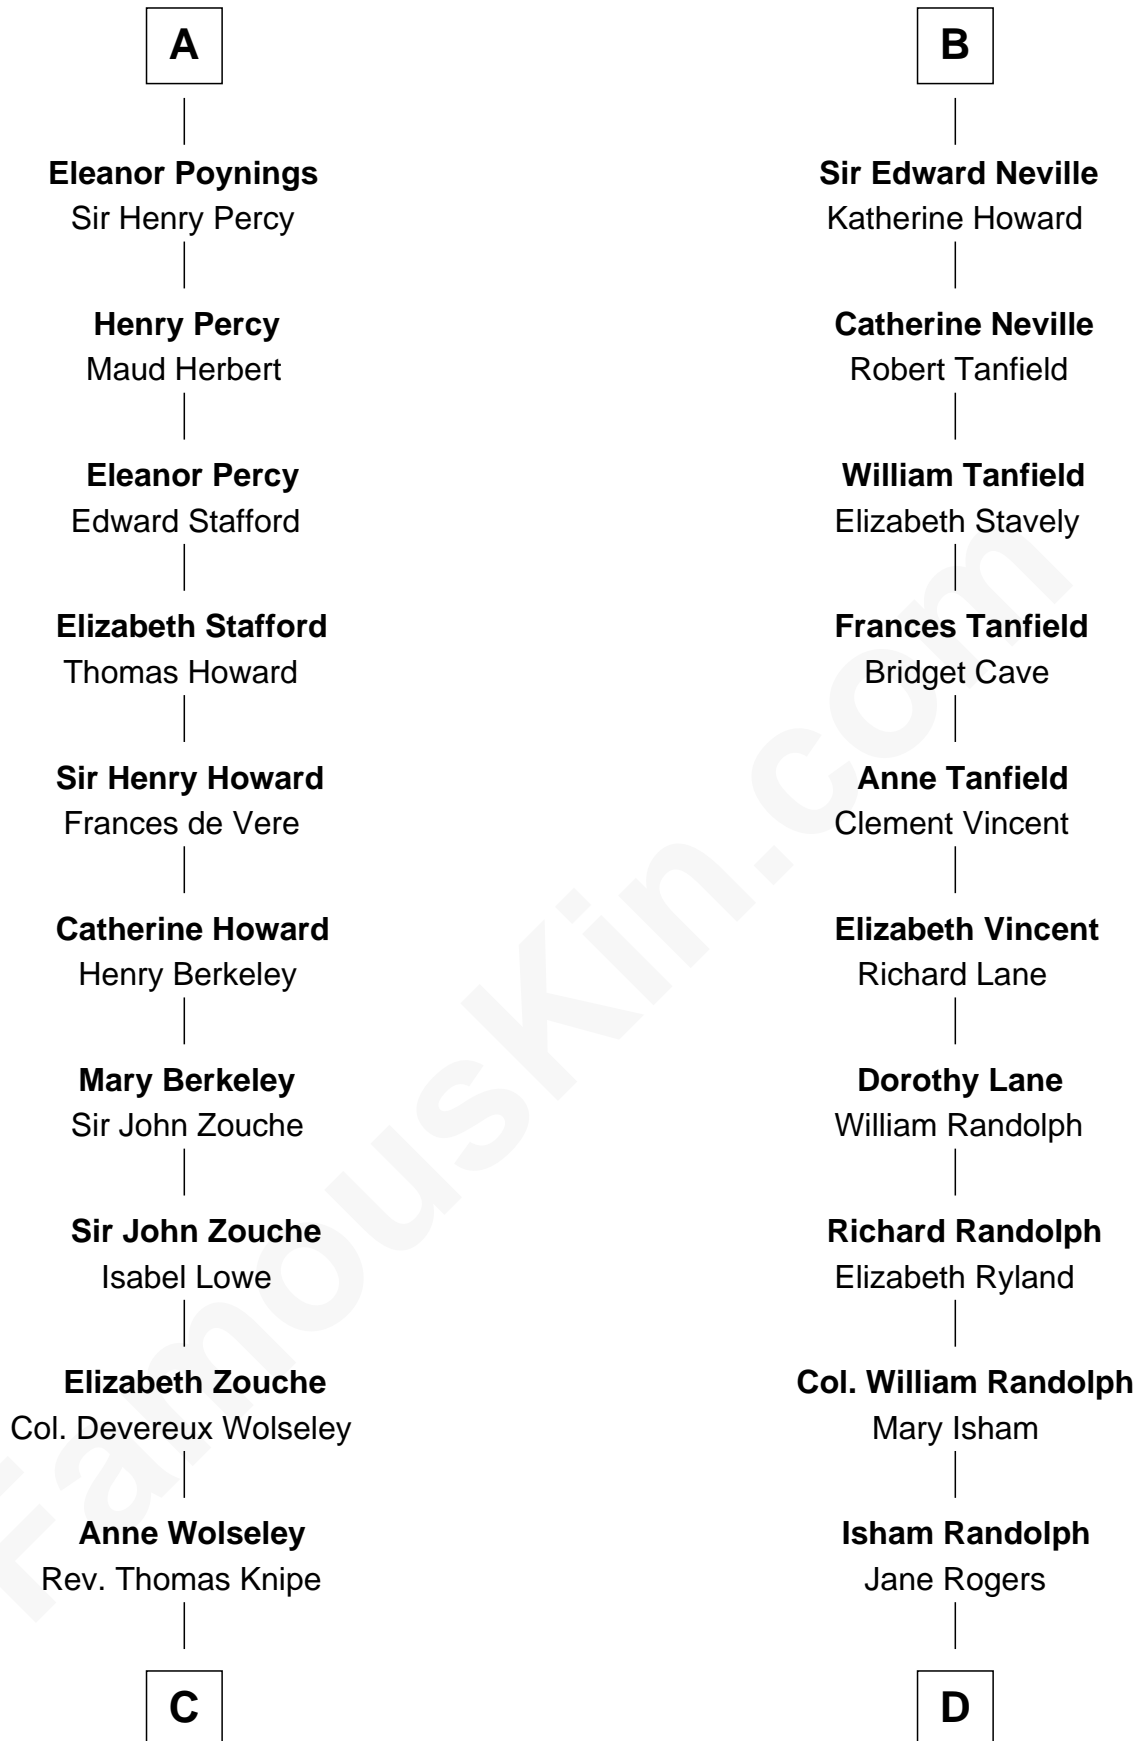 A
Eleanor Poynings
Sir Henry Percy
Henry Percy
Maud Herbert
Eleanor Percy
Edward Stafford
Elizabeth Stafford
Thomas Howard
Sir Henry Howard
Frances de Vere
Catherine Howard
Henry Berkeley
Mary Berkeley
Sir John Zouche
Sir John Zouche
Isabel Lowe
Elizabeth Zouche
Col. Devereux Wolseley
Anne Wolseley
Rev. Thomas Knipe
C
B
Sir Edward Neville
Katherine Howard
Catherine Neville
Robert Tanfield
William Tanfield
Elizabeth Stavely
Frances Tanfield
Bridget Cave
Anne Tanfield
Clement Vincent
Elizabeth Vincent
Richard Lane
Dorothy Lane
William Randolph
Richard Randolph
Elizabeth Ryland
Col. William Randolph
Mary Isham
Isham Randolph
Jane Rogers
D
FamousKin.com